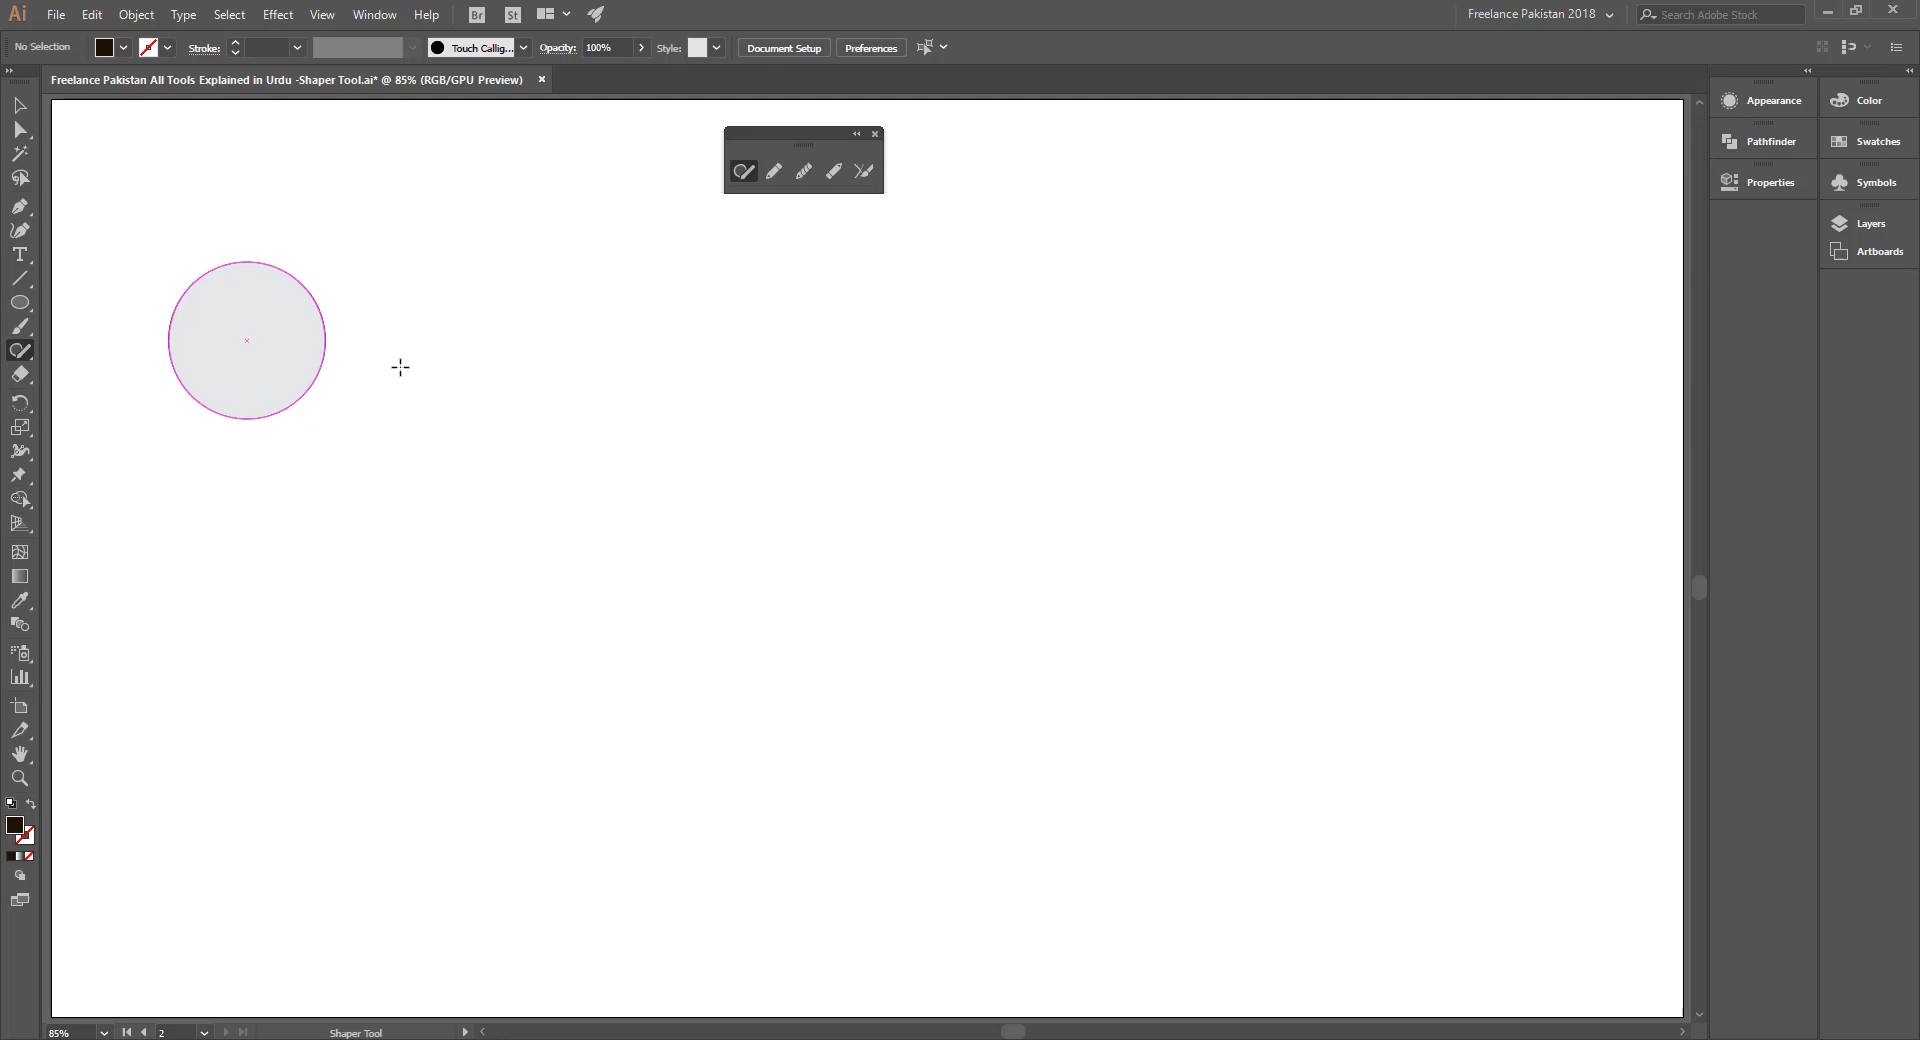 Ai File Edit Object Type Select Effect View Window Help Br St Freelance Pakistan 2018 Search Adobe Stock
No Selection Stroke: Touch Callig... Opacity: 100% Style: Document Setup Preferences
Freelance Pakistan All Tools Explained in Urdu -Shaper Tool.ai* @ 85% (RGB/GPU Preview)
Appearance Color
Pathfinder Swatches
Properties Symbols
Layers
Artboards
T
85% 2 Shaper Tool